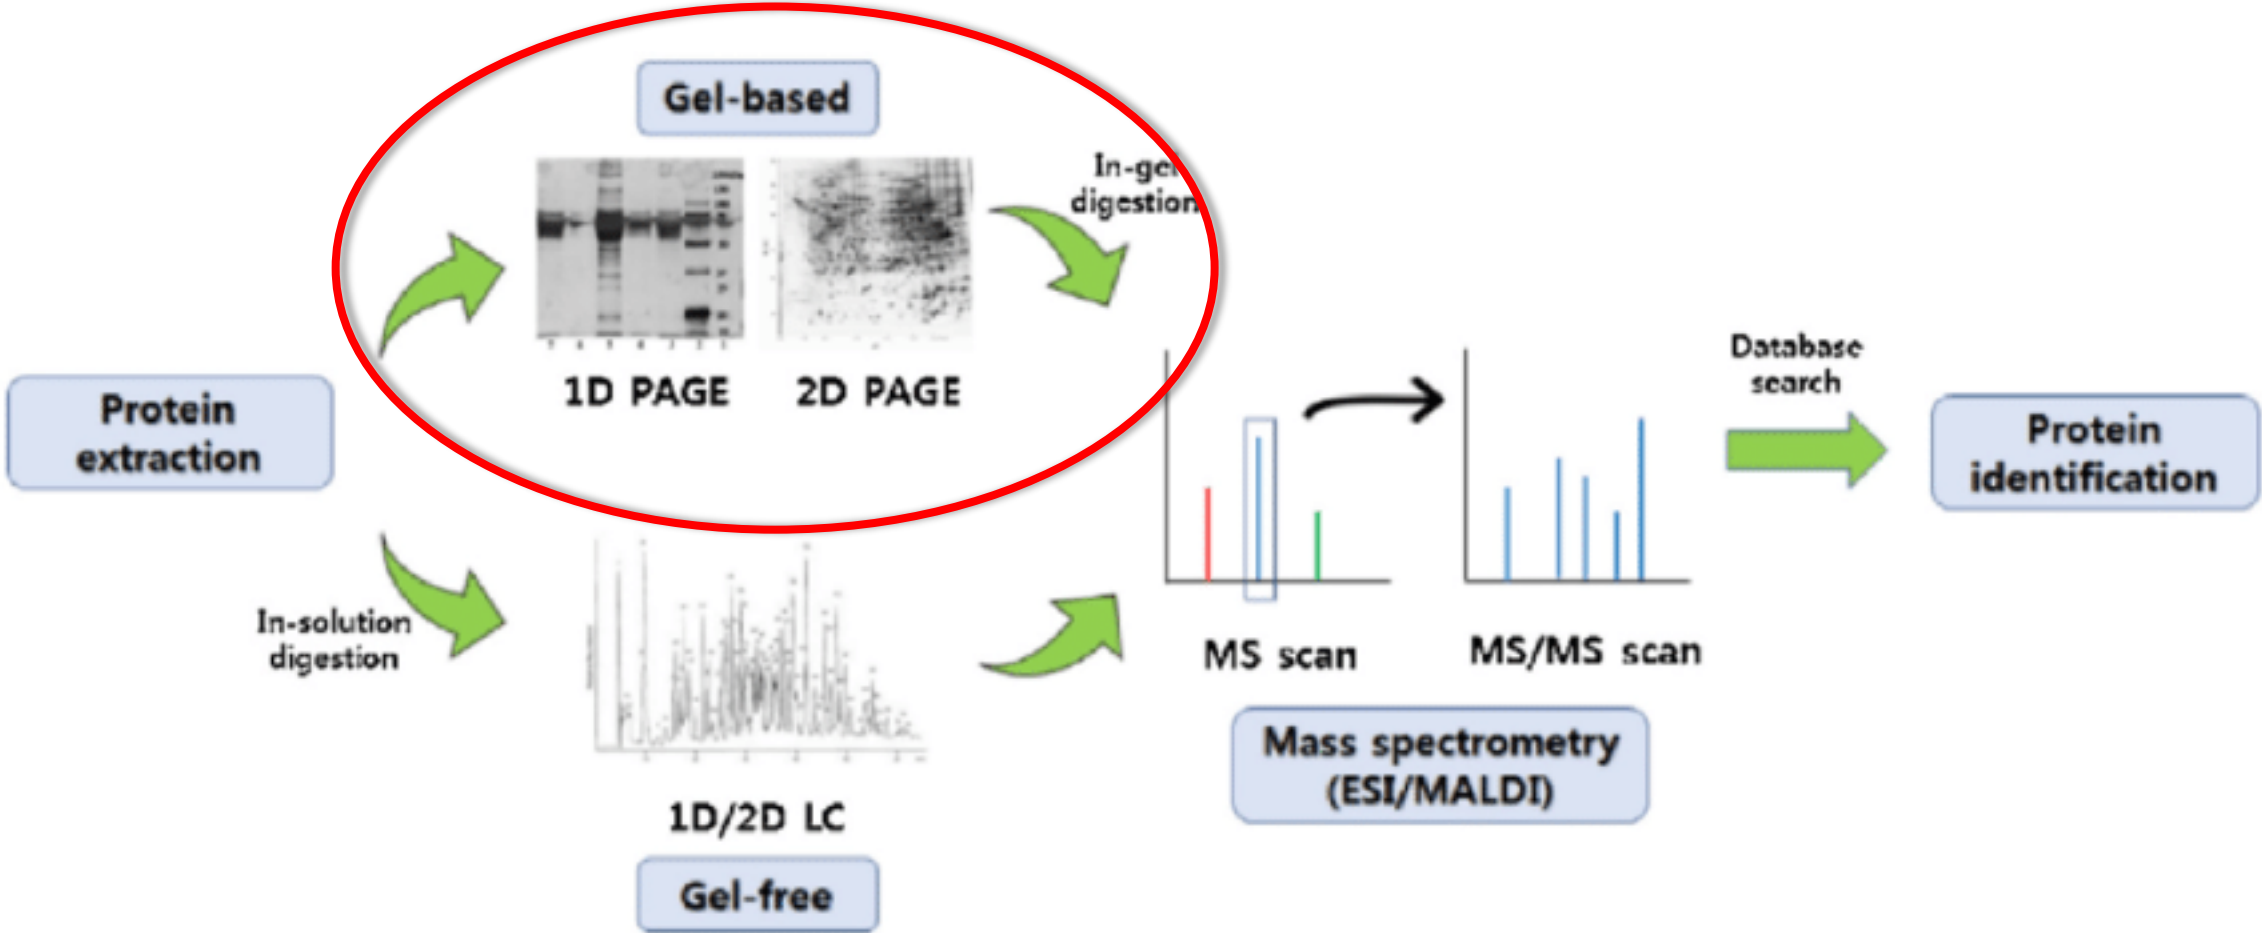 Gel-based
In-gel
digestion
1D PAGE
2D PAGE
Protein
extraction
In-solution
digestion
1D/2D LC
Gel-free
MS scan
MS/MS scan
Mass spectrometry
(ESI/MALDI)
Database
search
Protein
identification